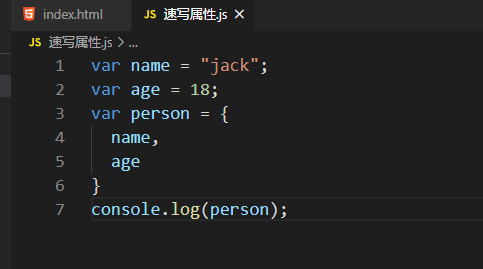 index.html JS 速写属性.js ×
JS 速写属性.js > ...
1 var name = "jack";
2 var age = 18;
3 var person = {
4 name,
5 age
6 }
7 console.log(person);